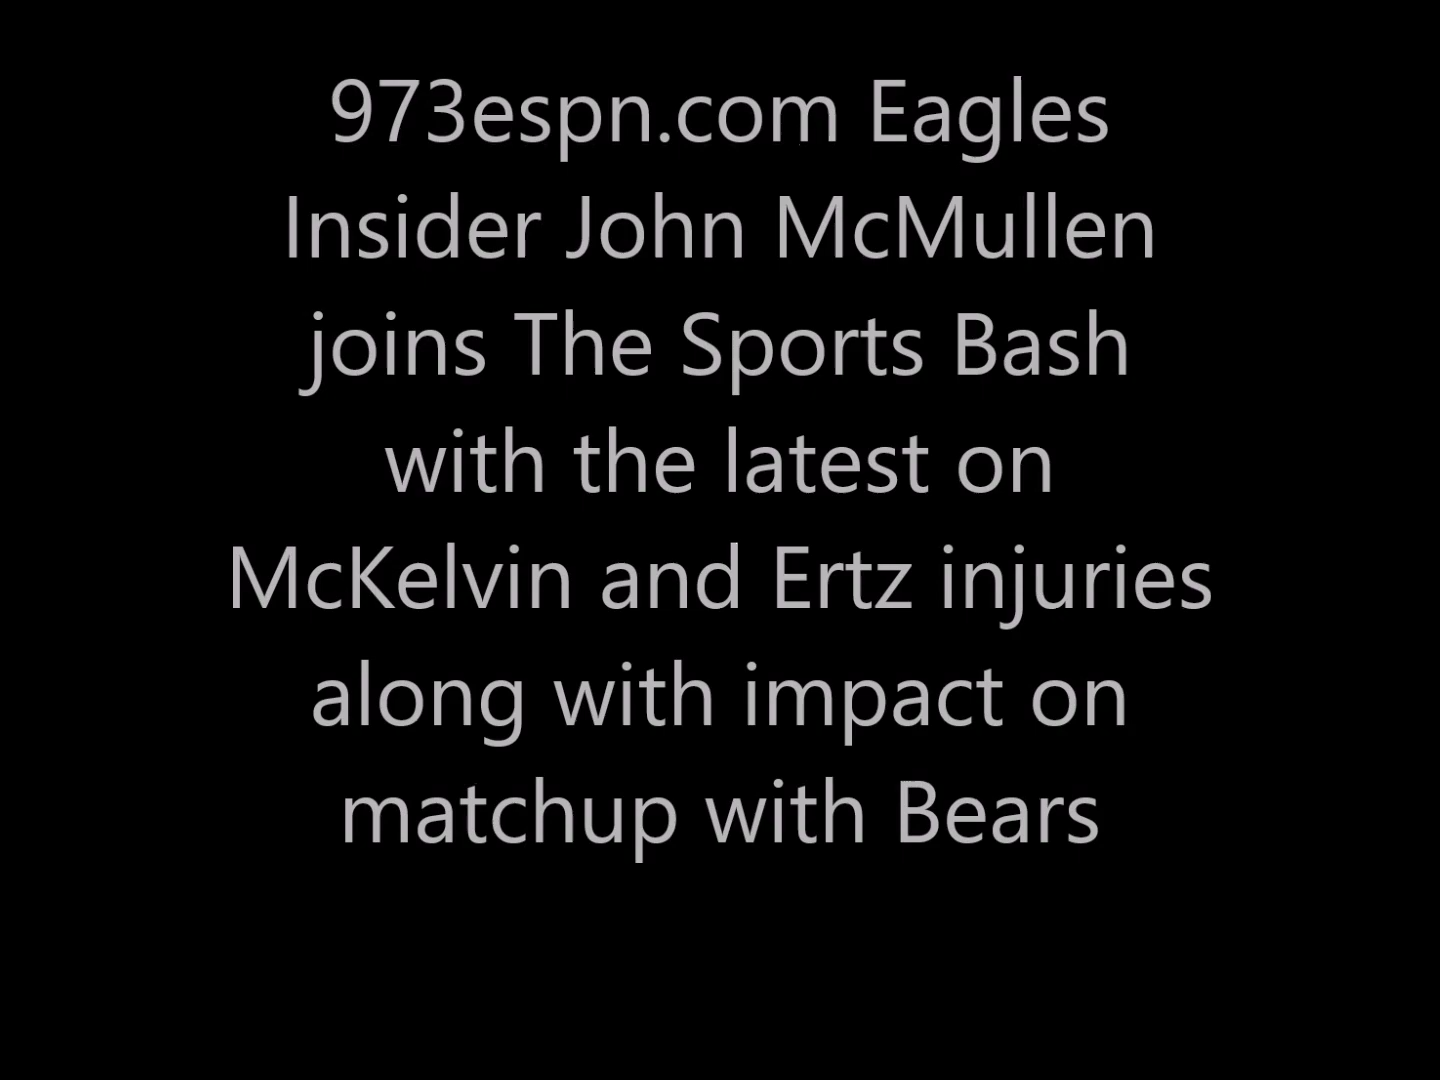 973espn.com Eagles
Insider John McMullen
joins The Sports Bash
with the latest on
McKelvin and Ertz injuries
along with impact on
matchup with Bears